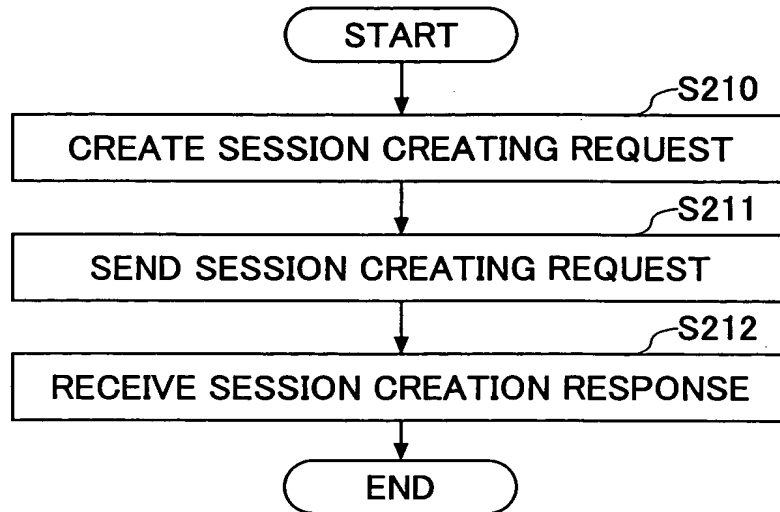 START
S210
CREATE SESSION CREATING REQUEST
S211
SEND SESSION CREATING REQUEST
S212
RECEIVE SESSION CREATION RESPONSE
END